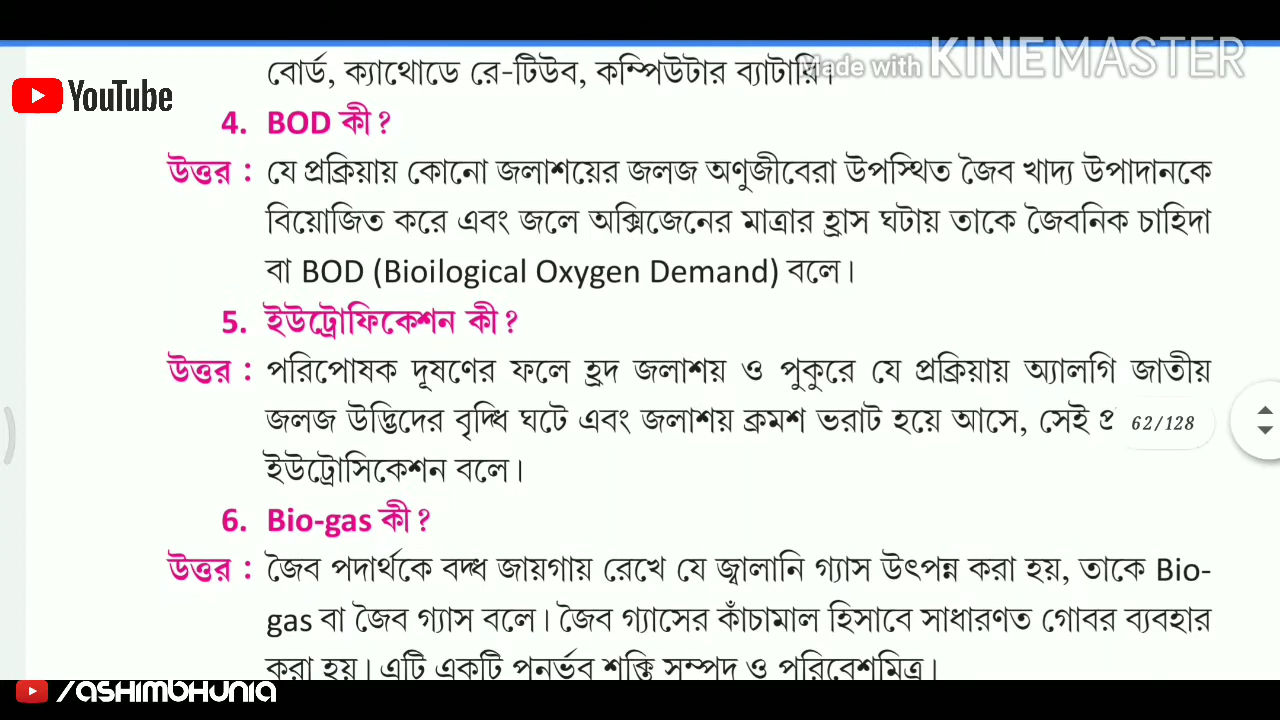 বোর্ড, ক্যাথোডে রে-টিউব, কম্পিউটার ব্যাটারি।
Made with KINEMASTER
YouTube
4. BOD কী?
উত্তর : যে প্রক্রিয়ায় কোনো জলাশয়ের জলজ অণুজীবেরা উপস্থিত জৈব খাদ্য উপাদানকে
বিয়োজিত করে এবং জলে অক্সিজেনের মাত্রার হ্রাস ঘটায় তাকে জৈবনিক চাহিদা
বা BOD (Bioilogical Oxygen Demand) বলে।
5. ইউট্রোফিকেশন কী?
উত্তর : পরিপোষক দূষণের ফলে হ্রদ জলাশয় ও পুকুরে যে প্রক্রিয়ায় অ্যালগি জাতীয়
জলজ উদ্ভিদের বৃদ্ধি ঘটে এবং জলাশয় ক্রমশ ভরাট হয়ে আসে, সেই
62/128
ইউট্রোসিকেশন বলে।
6. Bio-gas কী?
উত্তর : জৈব পদার্থকে বদ্ধ জায়গায় রেখে যে জ্বালানি গ্যাস উৎপন্ন করা হয়, তাকে Bio-
gas বা জৈব গ্যাস বলে। জৈব গ্যাসের কাঁচামাল হিসাবে সাধারণত গোবর ব্যবহার
করা হয়। এটি একটি পুনর্ভব শক্তি সম্পদ ও পরিবেশমিত্র।
/ASHIMBHUNIA